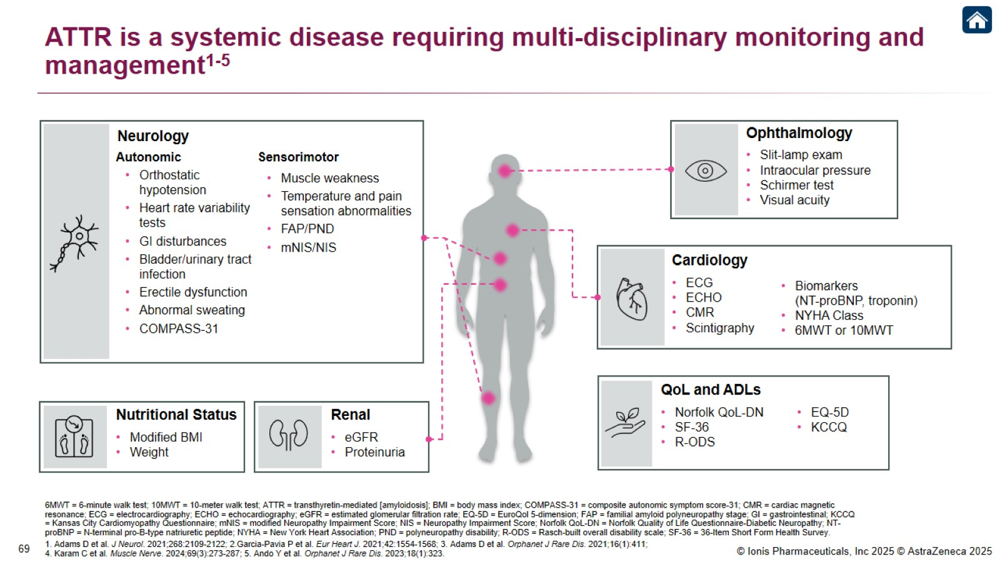 ATTR is a systemic disease requiring multi-disciplinary monitoring and
management1-5
Neurology
Autonomic
• Orthostatic
hypotension
• Heart rate variability
tests
• GI disturbances
• Bladder/urinary tract
infection
• Erectile dysfunction
• Abnormal sweating
• COMPASS-31
Sensorimotor
• Muscle weakness
• Temperature and pain
sensation abnormalities
• FAP/PND
• mNIS/NIS
Ophthalmology
• Slit-lamp exam
• Intraocular pressure
• Schirmer test
• Visual acuity
Cardiology
• ECG
• ECHO
• CMR
• Scintigraphy
• Biomarkers
(NT-proBNP, troponin)
• NYHA Class
• 6MWT or 10MWT
Nutritional Status
• Modified BMI
• Weight
Renal
• eGFR
• Proteinuria
QoL and ADLs
• Norfolk QoL-DN
• SF-36
• R-ODS
• EQ-5D
• KCCQ
6MWT = 6-minute walk test; 10MWT = 10-meter walk test; ATTR = transthyretin-mediated [amyloidosis]; BMI = body mass index; COMPASS-31 = composite autonomic symptom score-31; CMR = cardiac magnetic
resonance; ECG = electrocardiography; ECHO = echocardiography; eGFR = estimated glomerular filtration rate; EQ-5D = EuroQol 5-dimension; FAP = familial amyloid polyneuropathy stage; GI = gastrointestinal; KCCQ
= Kansas City Cardiomyopathy Questionnaire; mNIS = modified Neuropathy Impairment Score; NIS = Neuropathy Impairment Score; Norfolk QoL-DN = Norfolk Quality of Life Questionnaire-Diabetic Neuropathy; NT-
proBNP = N-terminal pro-B-type natriuretic peptide; NYHA = New York Heart Association; PND = polyneuropathy disability; R-ODS = Rasch-built overall disability scale; SF-36 = 36-Item Short Form Health Survey.
1. Adams D et al. J Neurol. 2021;268:2109-2122; 2.Garcia-Pavia P et al. Eur Heart J. 2021;42:1554-1568; 3. Adams D et al. Orphanet J Rare Dis. 2021;16(1):411;
4. Karam C et al. Muscle Nerve. 2024;69(3):273-287; 5. Ando Y et al. Orphanet J Rare Dis. 2023;18(1):323.
69
© Ionis Pharmaceuticals, Inc 2025 © AstraZeneca 2025